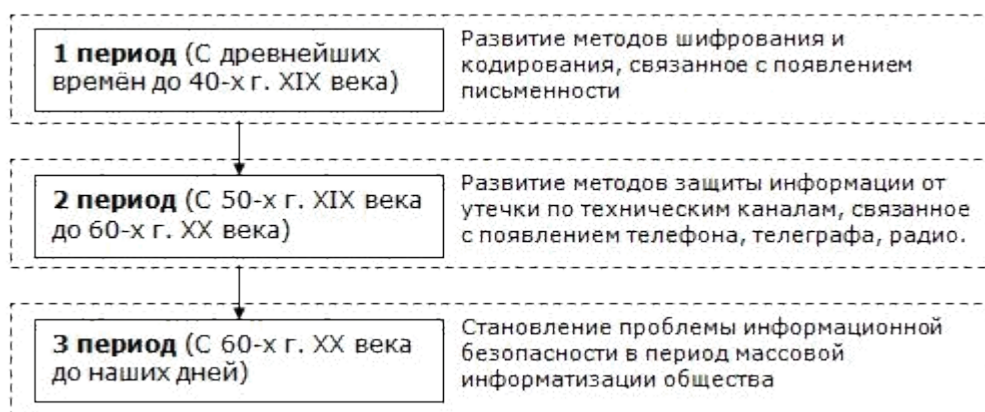 1 период (С древнейших
времён до 40-х г. XIX века)
Развитие методов шифрования и
кодирования, связанное с появлением
письменности
2 период (С 50-х г. XIX века
до 60-х г. XX века)
Развитие методов защиты информации от
утечки по техническим каналам, связанное
с появлением телефона, телеграфа, радио.
3 период (С 60-х г. XX века
до наших дней)
Становление проблемы информационной
безопасности в период массовой
информатизации общества